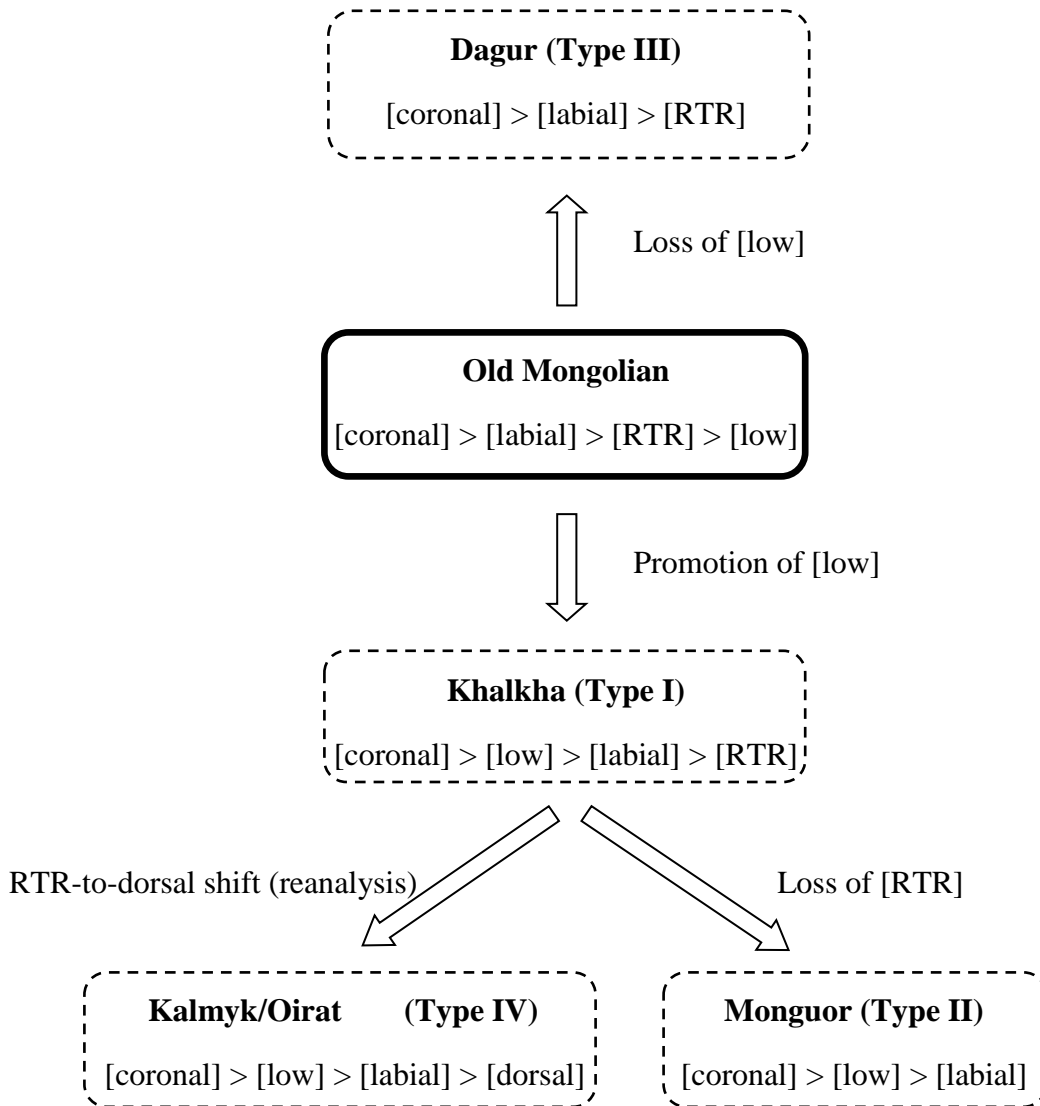 Dagur (Type III)
[coronal] > [labial] > [RTR]
Loss of [low]
Old Mongolian
[coronal] > [labial] > [RTR] > [low]
Promotion of [low]
Khalkha (Type I)
[coronal] > [low] > [labial] > [RTR]
RTR-to-dorsal shift (reanalysis)
Loss of [RTR]
Kalmyk/Oirat (Type IV)
[coronal] > [low] > [labial] > [dorsal]
Monguor (Type II)
[coronal] > [low] > [labial]